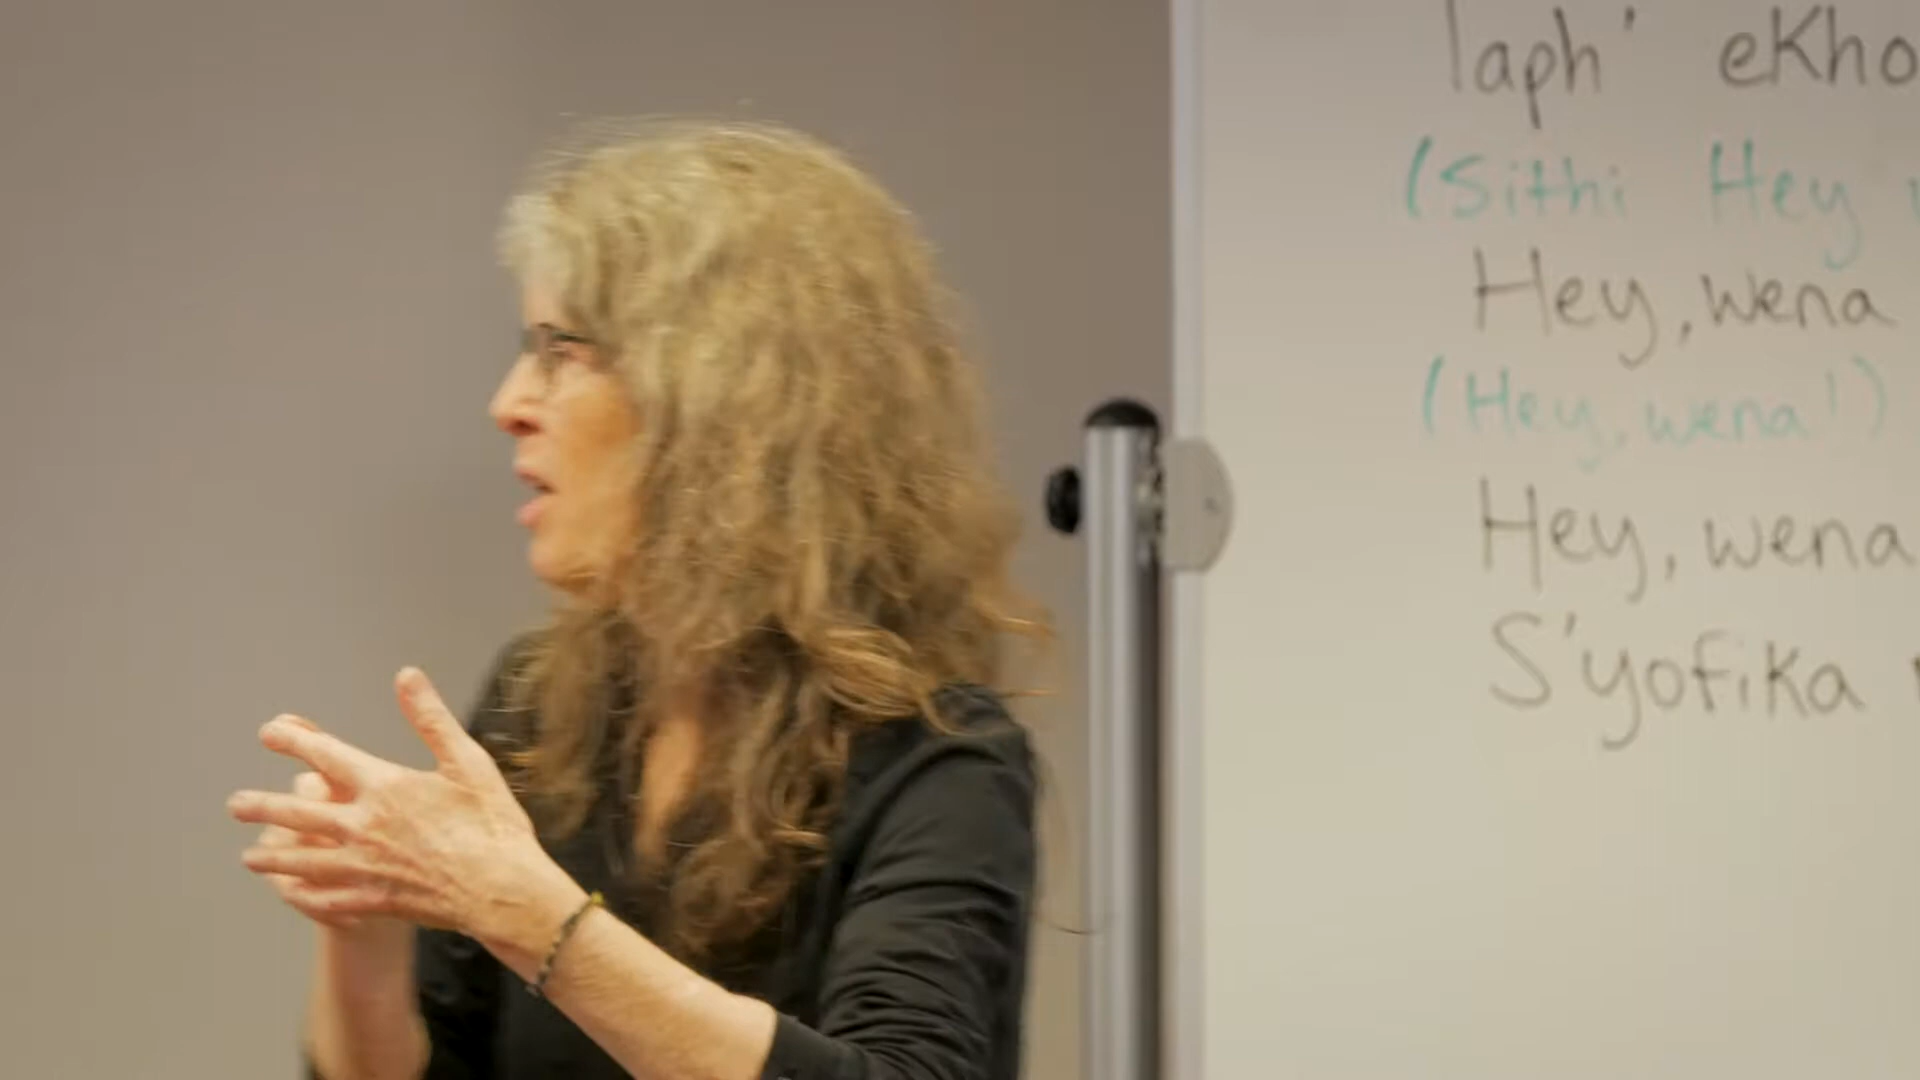 laph' eKho
(Sithi Hey
Hey, wena
(Hey, wena!)
Hey, wena
S'yofika